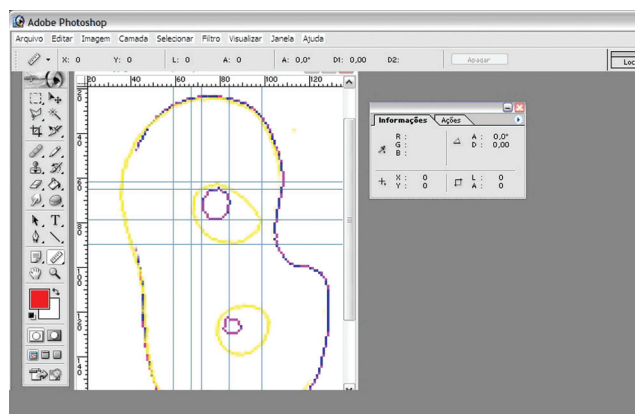 Adobe Photoshop
Arquivo Editar Imagem Camada Selecionar Filtro Visualizar Janela Ajuda
X: 0 Y: 0 L: 0 A: 0 A: 0,0° D1: 0,00 D2: Apagar Loc
20 40 60 80 100 120
Informações Ações
R : A : 0,0°
G : D : 0,00
B :
X : 0 L : 0
Y : 0 A : 0